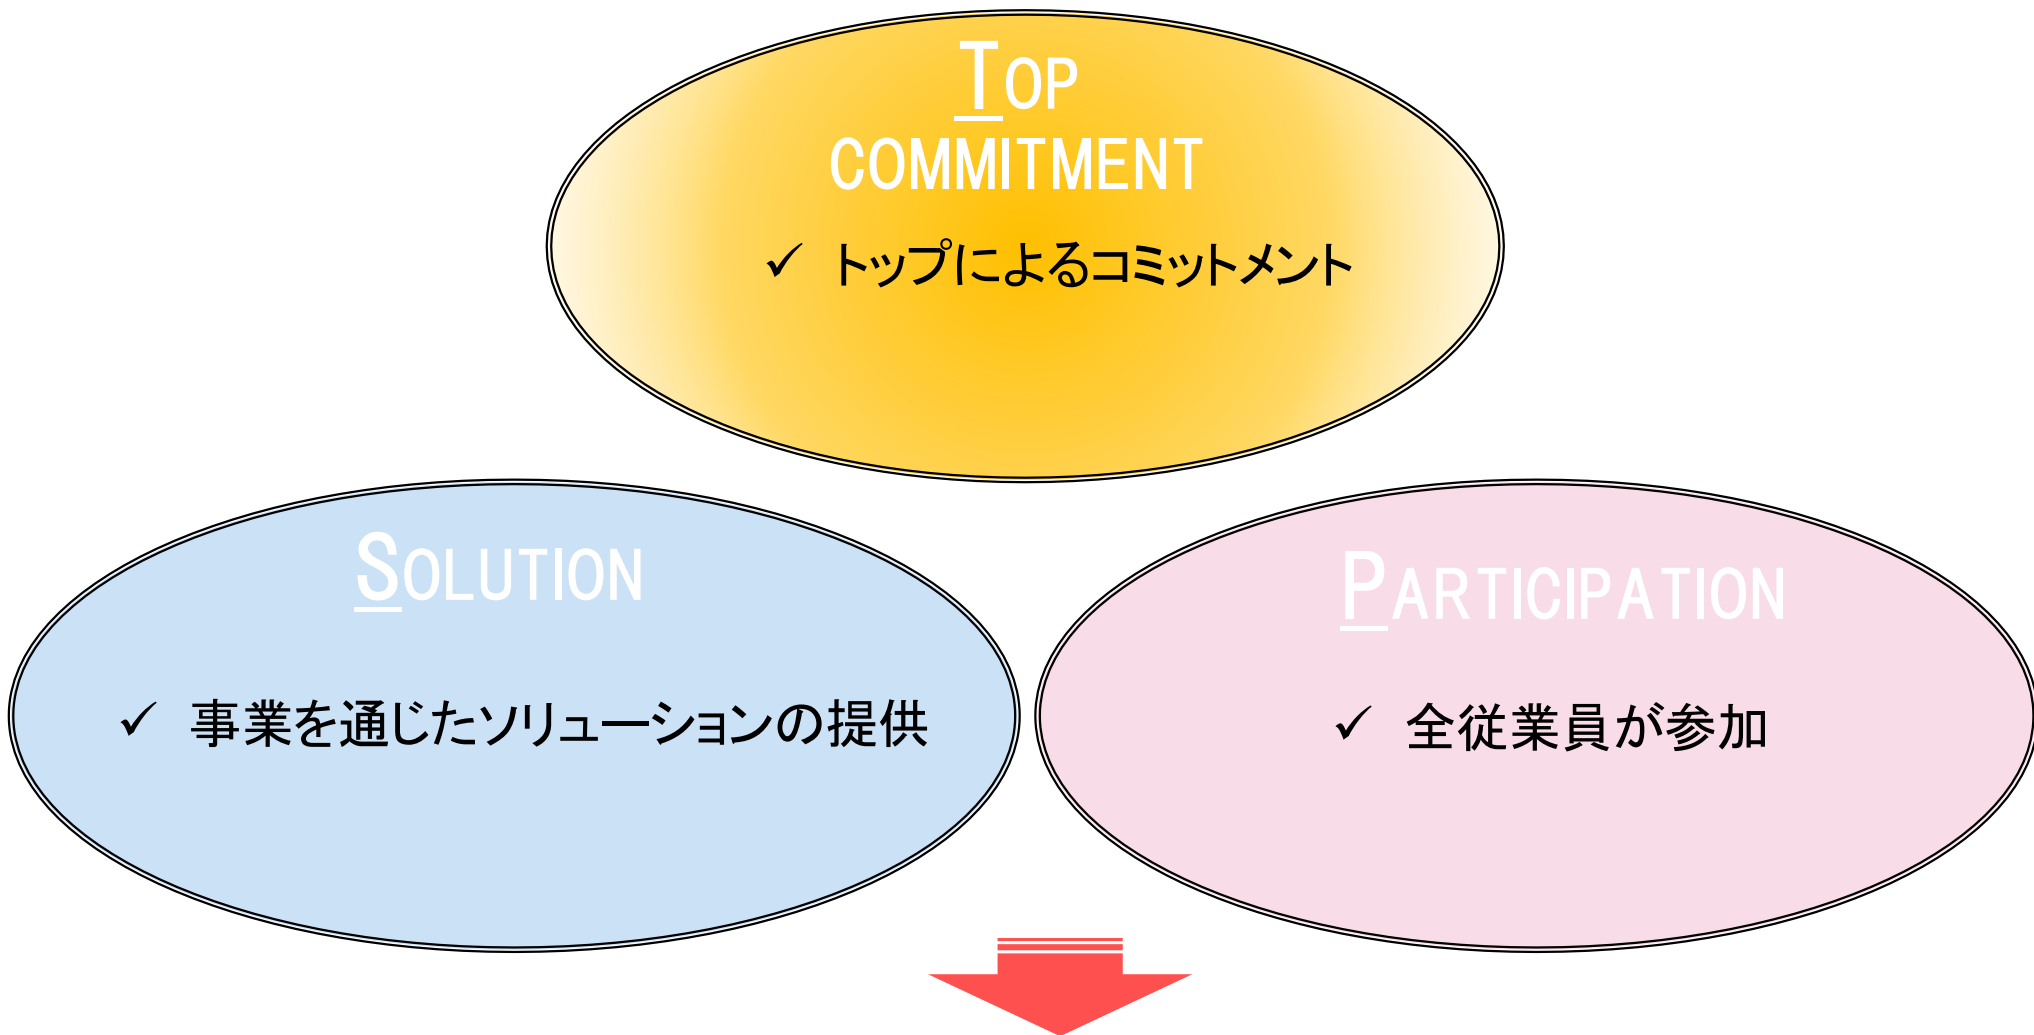 TOP
COMMITMENT
✓ トップによるコミットメント
SOLUTION
✓ 事業を通じたソリューションの提供
PARTICIPATION
✓ 全従業員が参加